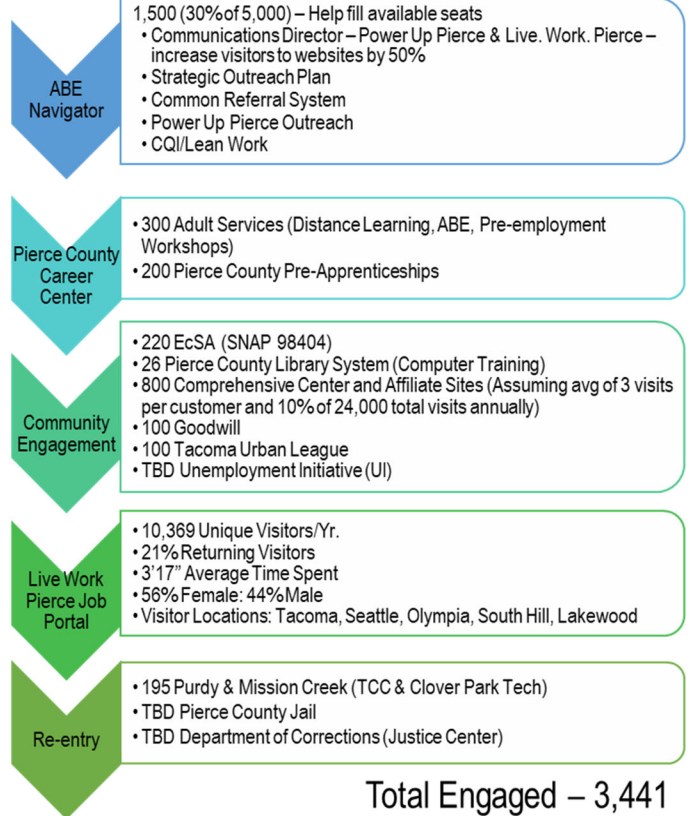 1,500 (30% of 5,000) – Help fill available seats
• Communications Director – Power Up Pierce & Live. Work. Pierce –
increase visitors to websites by 50%
• Strategic Outreach Plan
• Common Referral System
• Power Up Pierce Outreach
• CQI/Lean Work
ABE
Navigator
• 300 Adult Services (Distance Learning, ABE, Pre-employment
Workshops)
• 200 Pierce County Pre-Apprenticeships
Pierce County
Career
Center
• 220 EcSA (SNAP 98404)
• 26 Pierce County Library System (Computer Training)
• 800 Comprehensive Center and Affiliate Sites (Assuming avg of 3 visits
per customer and 10% of 24,000 total visits annually)
• 100 Goodwill
• 100 Tacoma Urban League
• TBD Unemployment Initiative (UI)
Community
Engagement
• 10,369 Unique Visitors/Yr.
• 21% Returning Visitors
• 3’17” Average Time Spent
• 56% Female: 44% Male
• Visitor Locations: Tacoma, Seattle, Olympia, South Hill, Lakewood
Live Work
Pierce Job
Portal
• 195 Purdy & Mission Creek (TCC & Clover Park Tech)
• TBD Pierce County Jail
• TBD Department of Corrections (Justice Center)
Re-entry
Total Engaged – 3,441